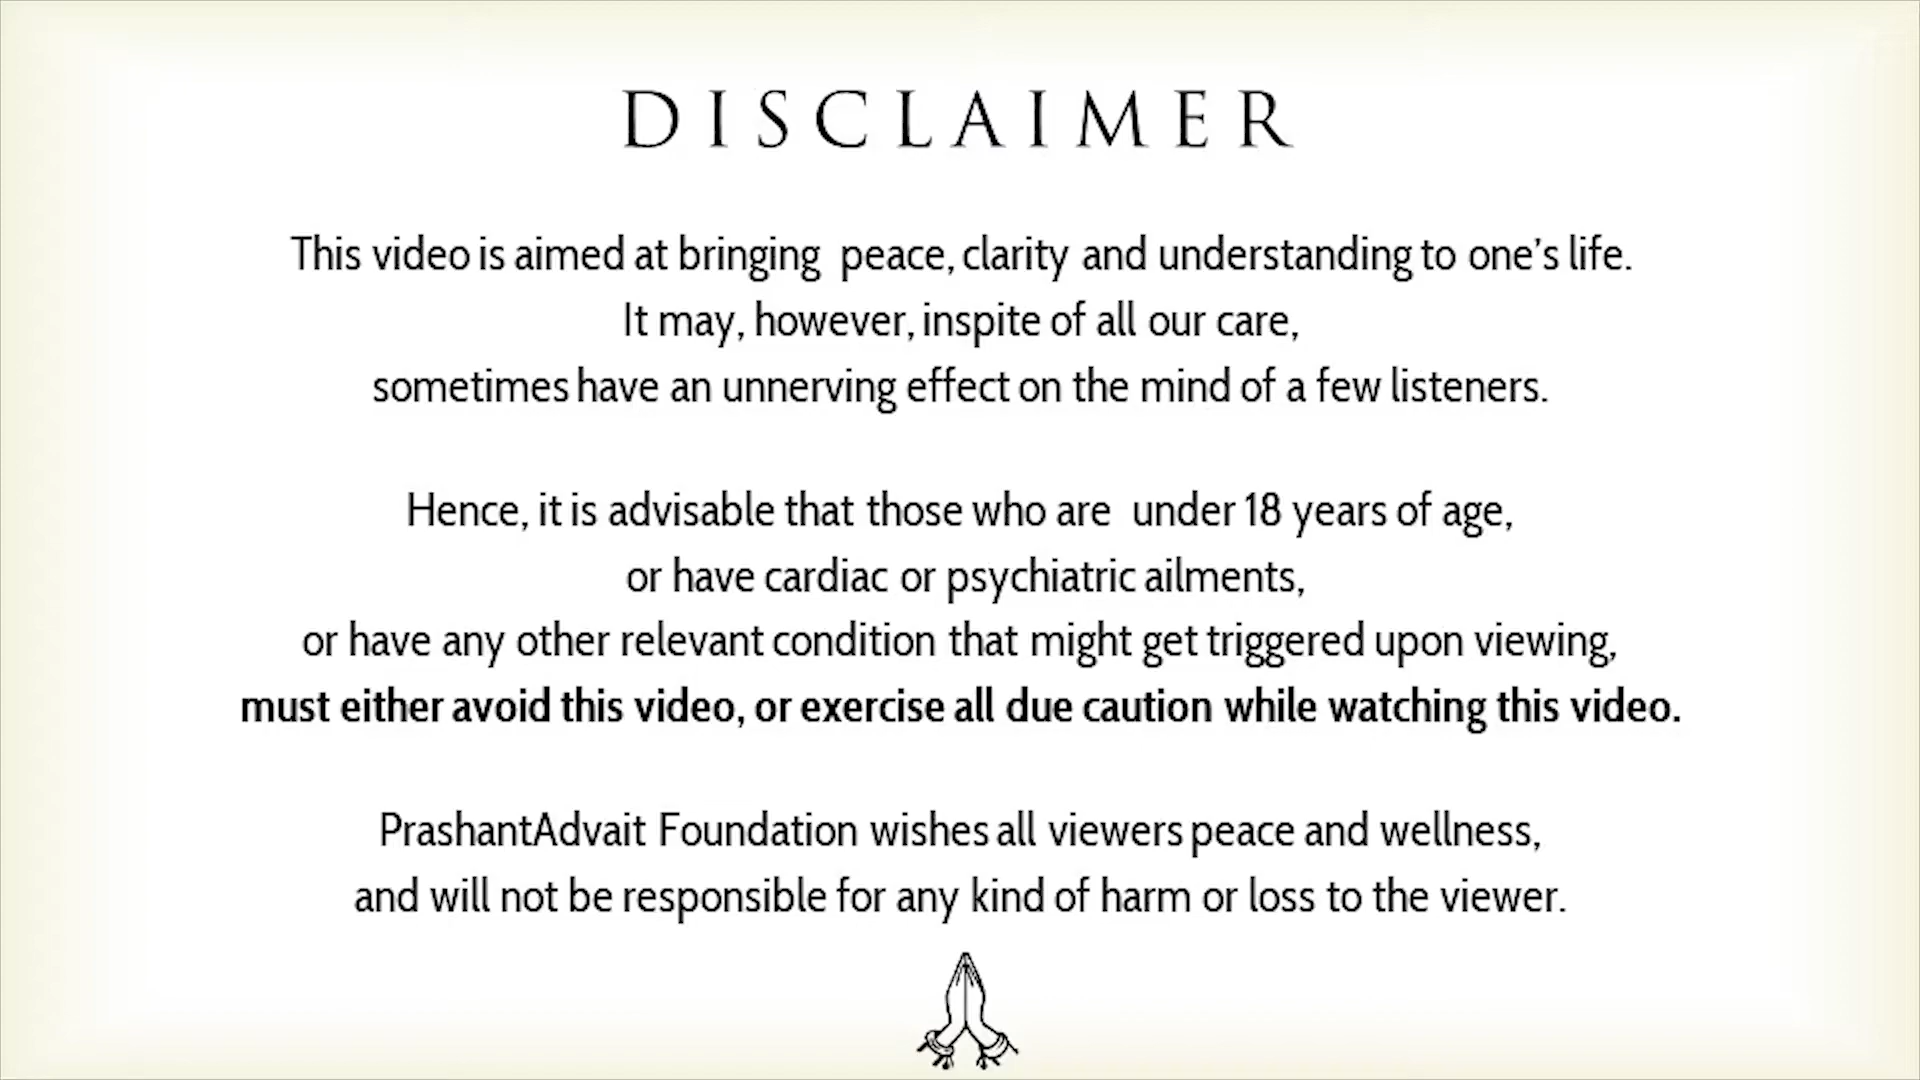 DISCLAIMER
This video is aimed at bringing peace, clarity and understanding to one's life.
It may, however, inspite of all our care,
sometimes have an unnerving effect on the mind of a few listeners.
Hence, it is advisable that those who are under 18 years of age,
or have cardiac or psychiatric ailments,
or have any other relevant condition that might get triggered upon viewing,
must either avoid this video, or exercise all due caution while watching this video.
PrashantAdvait Foundation wishes all viewers peace and wellness,
and will not be responsible for any kind of harm or loss to the viewer.